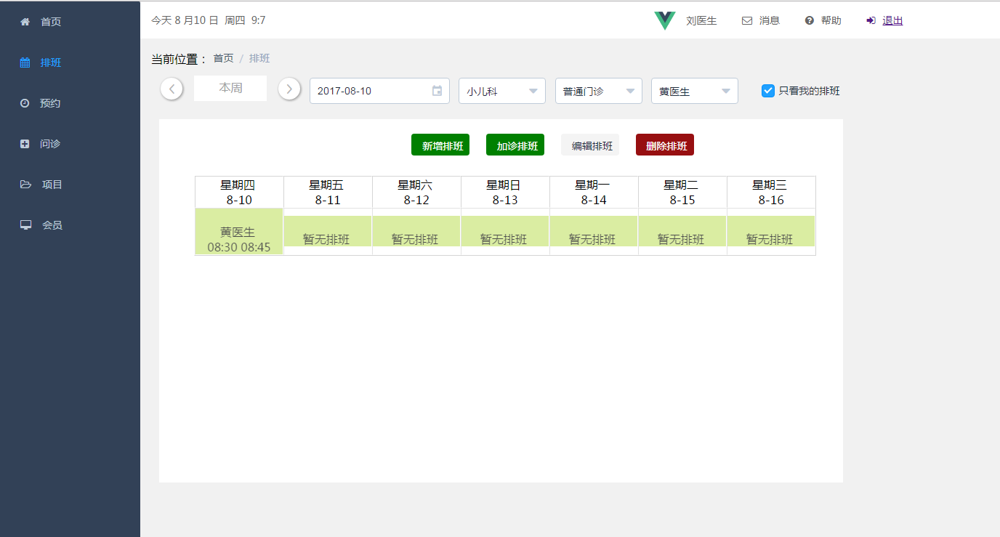 今天 8 月10 日 周四 9:7
刘医生 消息 帮助 退出
首页
排班
预约
问诊
项目
会员
当前位置： 首页 / 排班
本周 2017-08-10 小儿科 普通门诊 黄医生 只看我的排班
新增排班 加诊排班 编辑排班 删除排班
星期四 星期五 星期六 星期日 星期一 星期二 星期三
8-10 8-11 8-12 8-13 8-14 8-15 8-16
黄医生
08:30 08:45
暂无排班 暂无排班 暂无排班 暂无排班 暂无排班 暂无排班